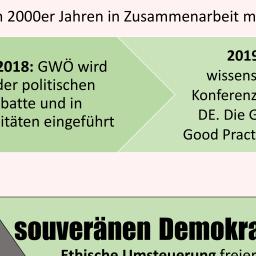 2000er Jahren in Zusammenarbeit
2018: GWÖ wird
der politischen
batte und in
itäten eingeführt
2019
wissens
Konferenz
DE. Die G
Good Pract
souveränen Demokra
Ethische Umsteuerung freier